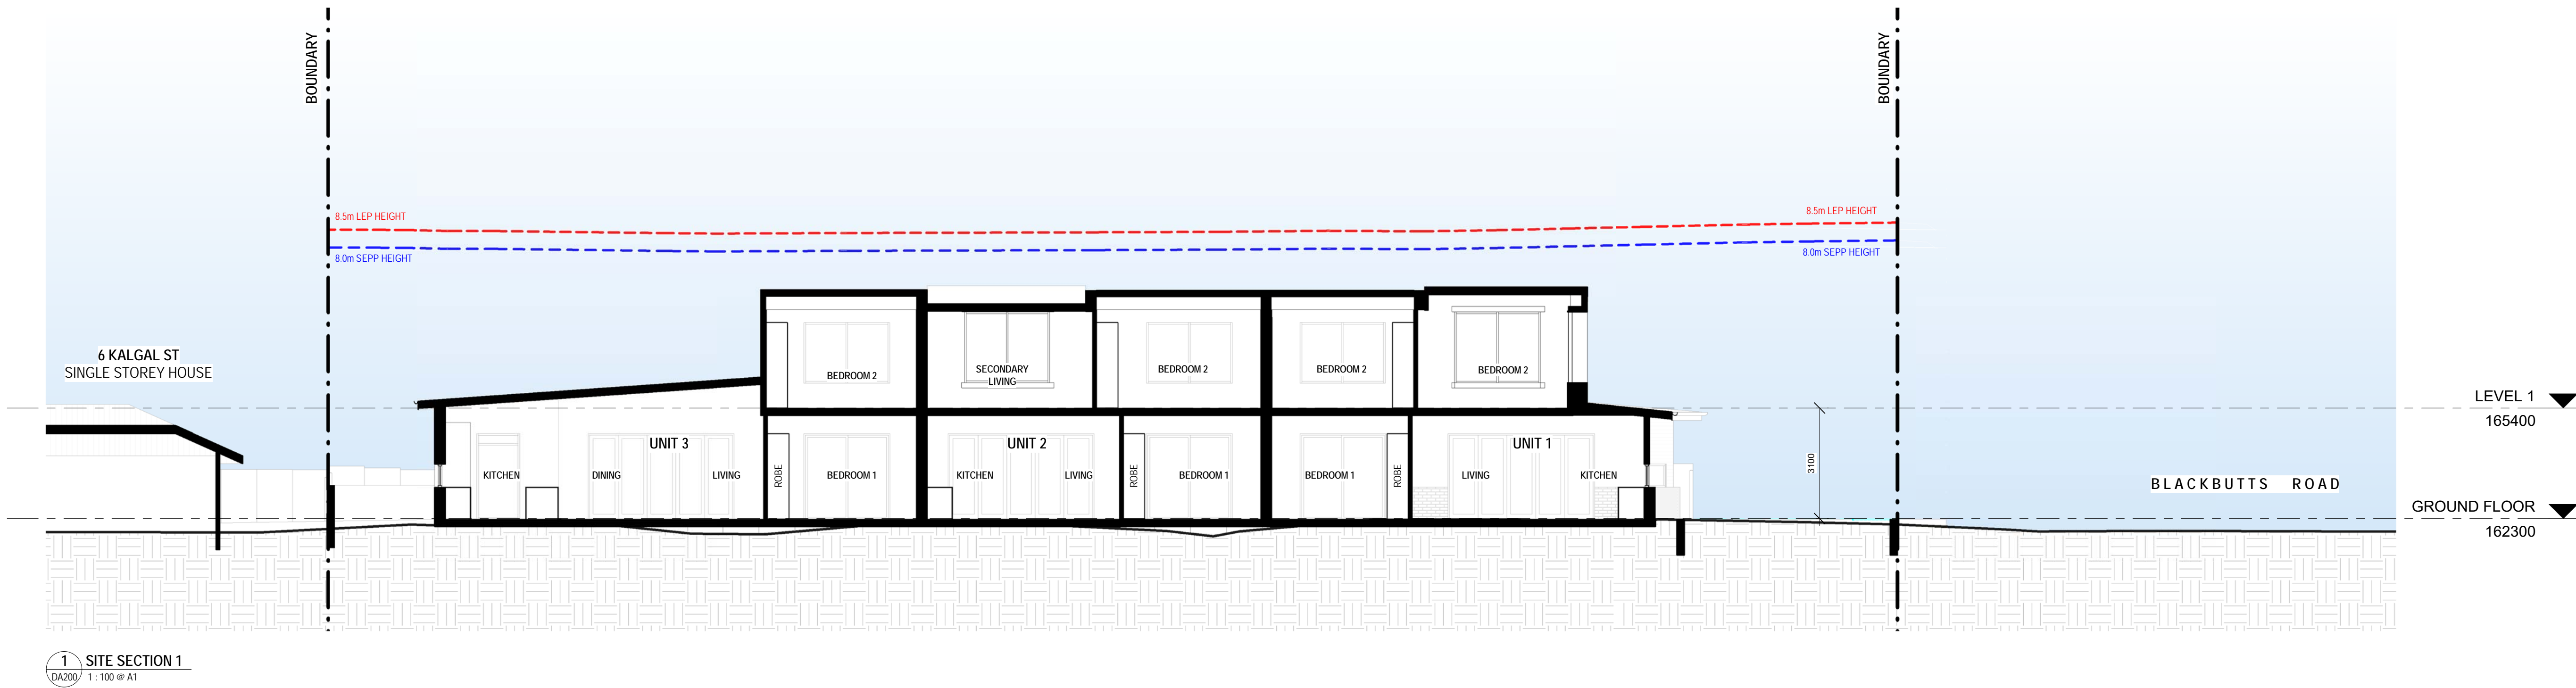 BOUNDARY
BOUNDARY
8.5m LEP HEIGHT
8.5m LEP HEIGHT
8.0m SEPP HEIGHT
8.0m SEPP HEIGHT
6 KALGAL ST
SINGLE STOREY HOUSE
BEDROOM 2
SECONDARY
LIVING
BEDROOM 2
BEDROOM 2
BEDROOM 2
LEVEL 1
165400
UNIT 3
UNIT 2
UNIT 1
KITCHEN
DINING
LIVING
ROBE
BEDROOM 1
KITCHEN
LIVING
ROBE
BEDROOM 1
BEDROOM 1
ROBE
LIVING
KITCHEN
3100
BLACKBUTTS ROAD
GROUND FLOOR
162300
1
DA200
SITE SECTION 1
1 : 100 @ A1